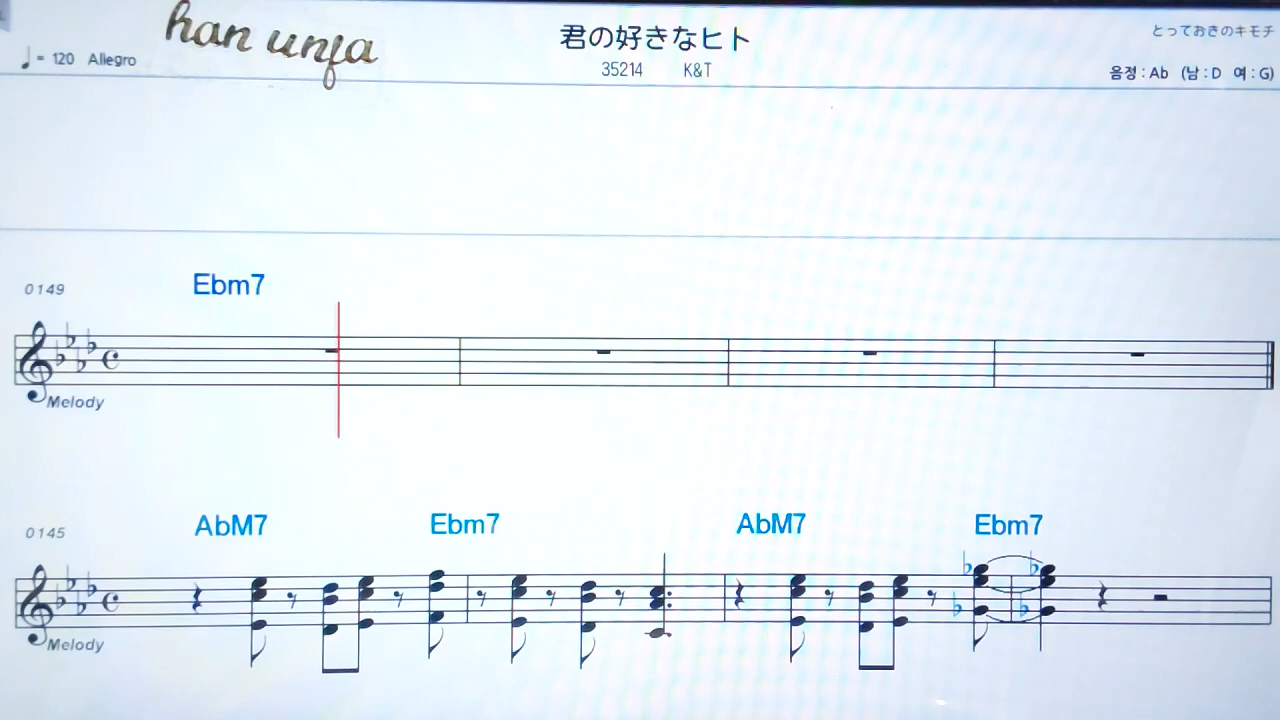 han unfa
君の好きなヒト
とっておきのキモチ
♩= 120 Allegro
35214 K&T
음정 : Ab (남 : D 여 : G)
0149
Ebm7
Melody
0145
AbM7 Ebm7 AbM7 Ebm7
Melody